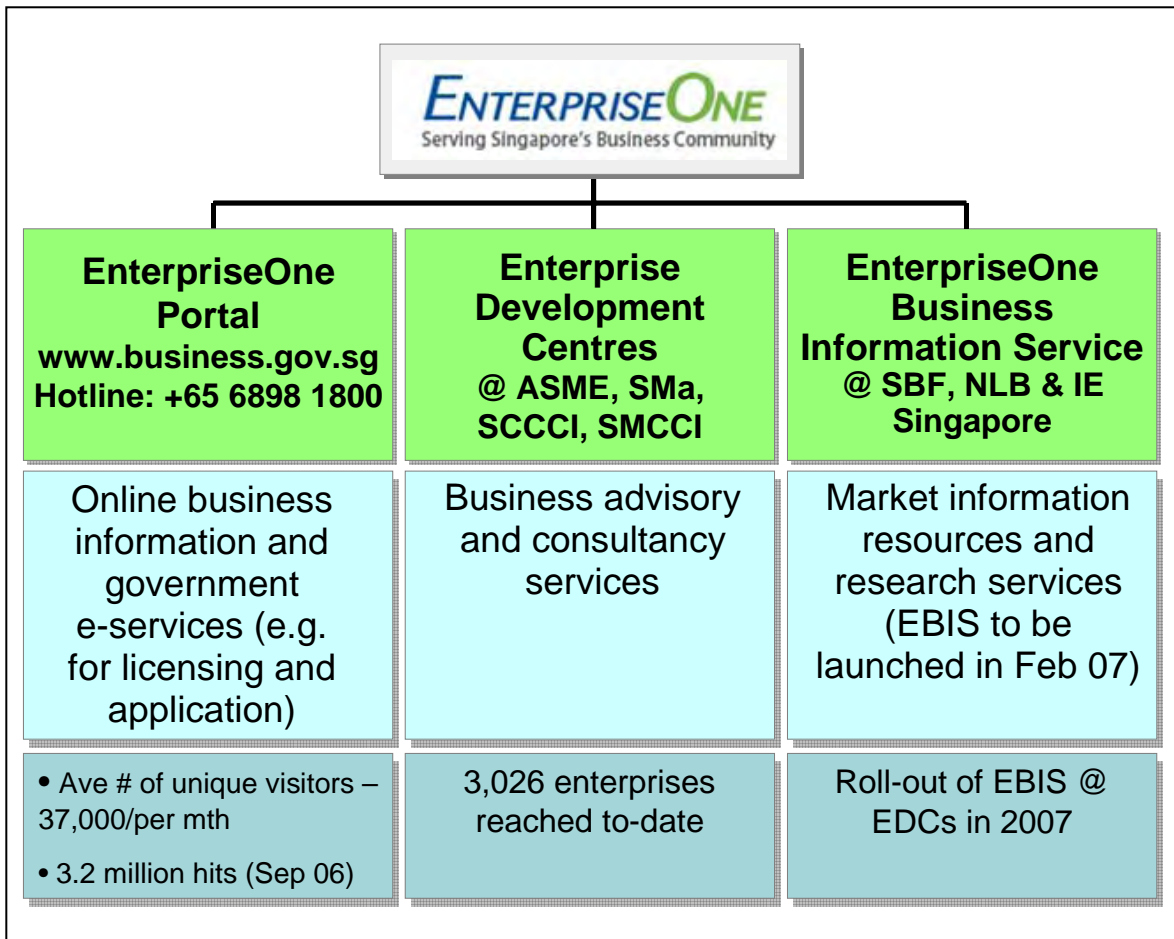 ENTERPRISEONE
Serving Singapore's Business Community
EnterpriseOne
Portal
www.business.gov.sg
Hotline: +65 6898 1800
Enterprise
Development
Centres
@ ASME, SMa,
SCCCI, SMCCI
EnterpriseOne
Business
Information Service
@ SBF, NLB & IE
Singapore
Online business
information and
government
e-services (e.g.
for licensing and
application)
Business advisory
and consultancy
services
Market information
resources and
research services
(EBIS to be
launched in Feb 07)
• Ave # of unique visitors –
37,000/per mth
• 3.2 million hits (Sep 06)
3,026 enterprises
reached to-date
Roll-out of EBIS @
EDCs in 2007